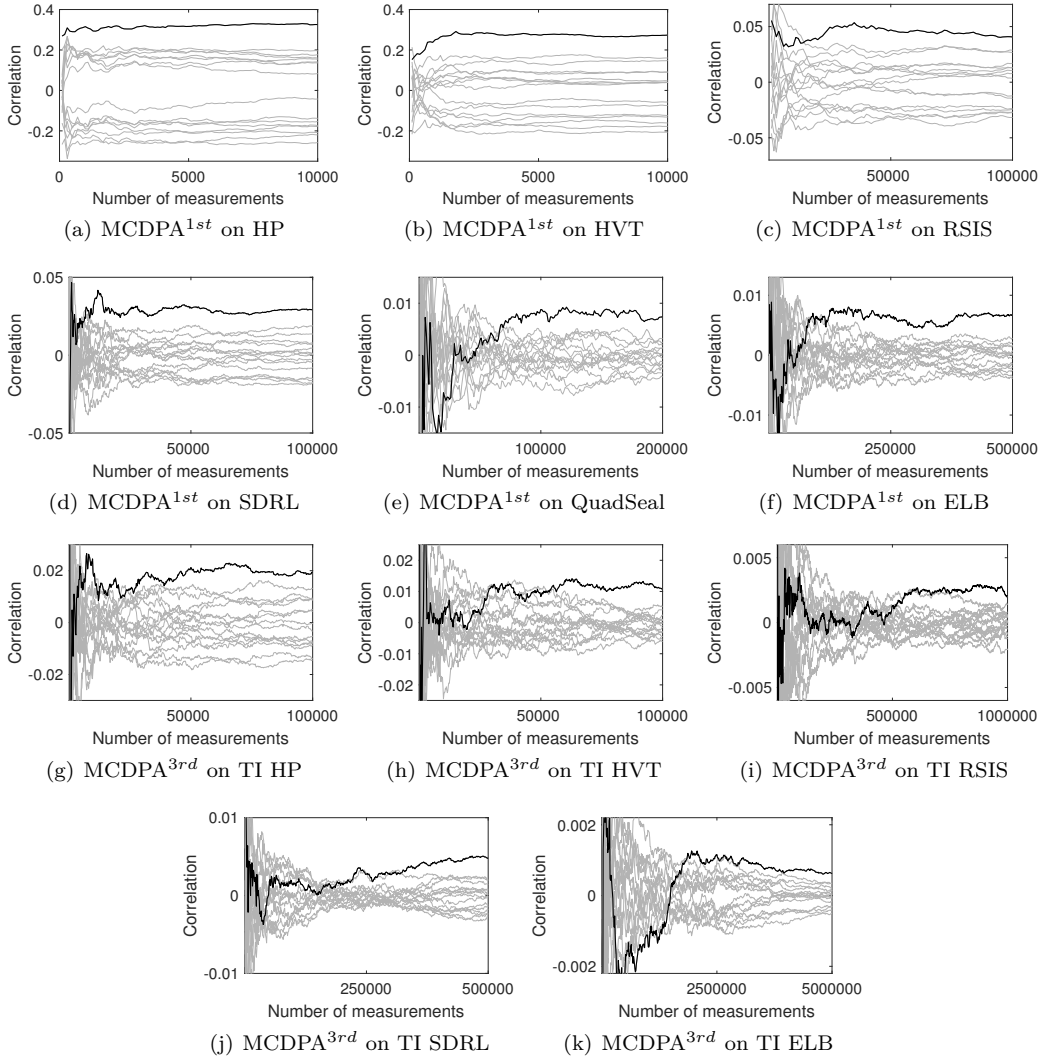 0.4
0.2
0
-0.2
Correlation
0
5000
10000
Number of measurements
(a) MCDPA^{1st} on HP
0.4
0.2
0
-0.2
Correlation
0
5000
10000
Number of measurements
(b) MCDPA^{1st} on HVT
0.05
0
-0.05
Correlation
50000
100000
Number of measurements
(c) MCDPA^{1st} on RSIS
0.05
0
-0.05
Correlation
50000
100000
Number of measurements
(d) MCDPA^{1st} on SDRL
0.01
0
-0.01
Correlation
100000
200000
Number of measurements
(e) MCDPA^{1st} on QuadSeal
0.01
0
-0.01
Correlation
250000
500000
Number of measurements
(f) MCDPA^{1st} on ELB
0.02
0
-0.02
Correlation
50000
100000
Number of measurements
(g) MCDPA^{3rd} on TI HP
0.02
0.01
0
-0.01
-0.02
Correlation
50000
100000
Number of measurements
(h) MCDPA^{3rd} on TI HVT
0.005
0
-0.005
Correlation
500000
1000000
Number of measurements
(i) MCDPA^{3rd} on TI RSIS
0.01
0
-0.01
Correlation
250000
500000
Number of measurements
(j) MCDPA^{3rd} on TI SDRL
0.002
0
-0.002
Correlation
2500000
5000000
Number of measurements
(k) MCDPA^{3rd} on TI ELB